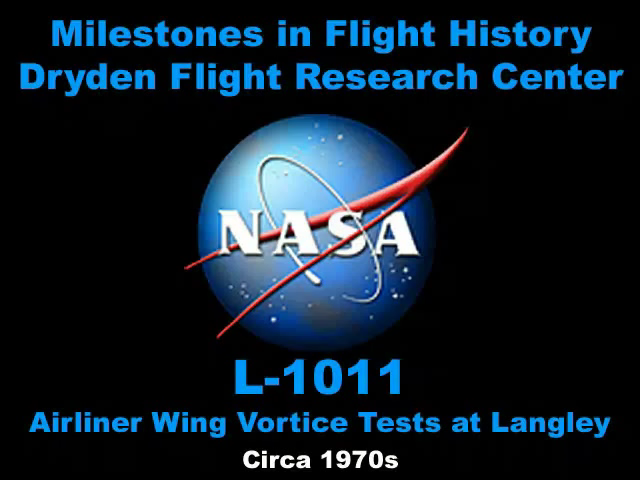 Milestones in Flight History
Dryden Flight Research Center
NASA
L-1011
Airliner Wing Vortice Tests at Langley
Circa 1970s